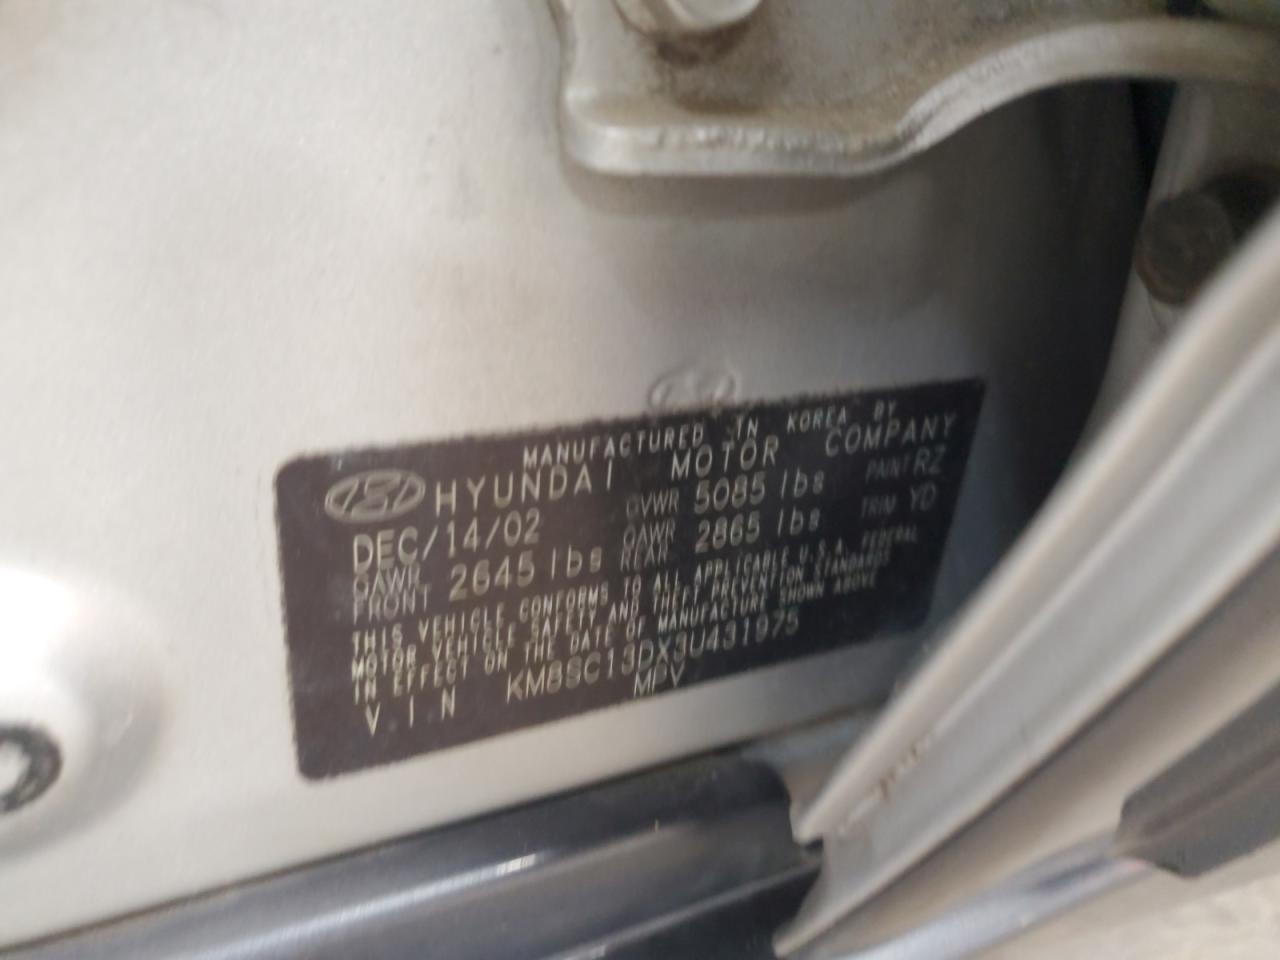 MANUFACTURED IN KOREA BY
HYUNDAI MOTOR COMPANY
DEC/14/02 GVWR 5085 lbs PAINT RZ
GAWR FRONT 2645 lbs GAWR REAR 2865 lbs TRIM YD
THIS VEHICLE CONFORMS TO ALL APPLICABLE U.S.A. FEDERAL
MOTOR VEHICLE SAFETY AND THEFT PREVENTION STANDARDS
IN EFFECT ON THE DATE OF MANUFACTURE SHOWN ABOVE
VIN KM8SC13DX3U431975
MPV